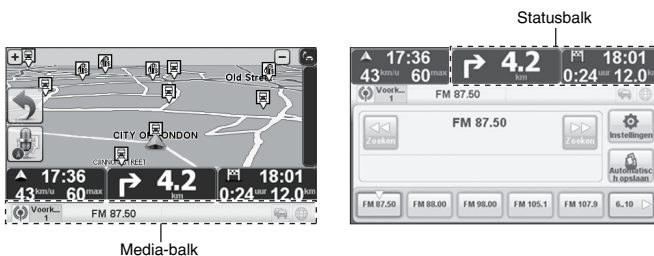 Statusbalk
+
−
Old Street
CITY OF LONDON
CANNON STREET
17:36
43 km/u 60 max
4.2
km
18:01
0:24 uur 12.0 km
Voork... 1
FM 87.50
Media-balk
17:36
43 km/u 60 max
4.2
km
18:01
0:24 uur 12.0 km
Voork... 1
FM 87.50
FM 87.50
Zoeken
Zoeken
Instellingen
Automatisc
h opslaan
FM 87.50 FM 88.00 FM 98.00 FM 105.1 FM 107.9 6..10